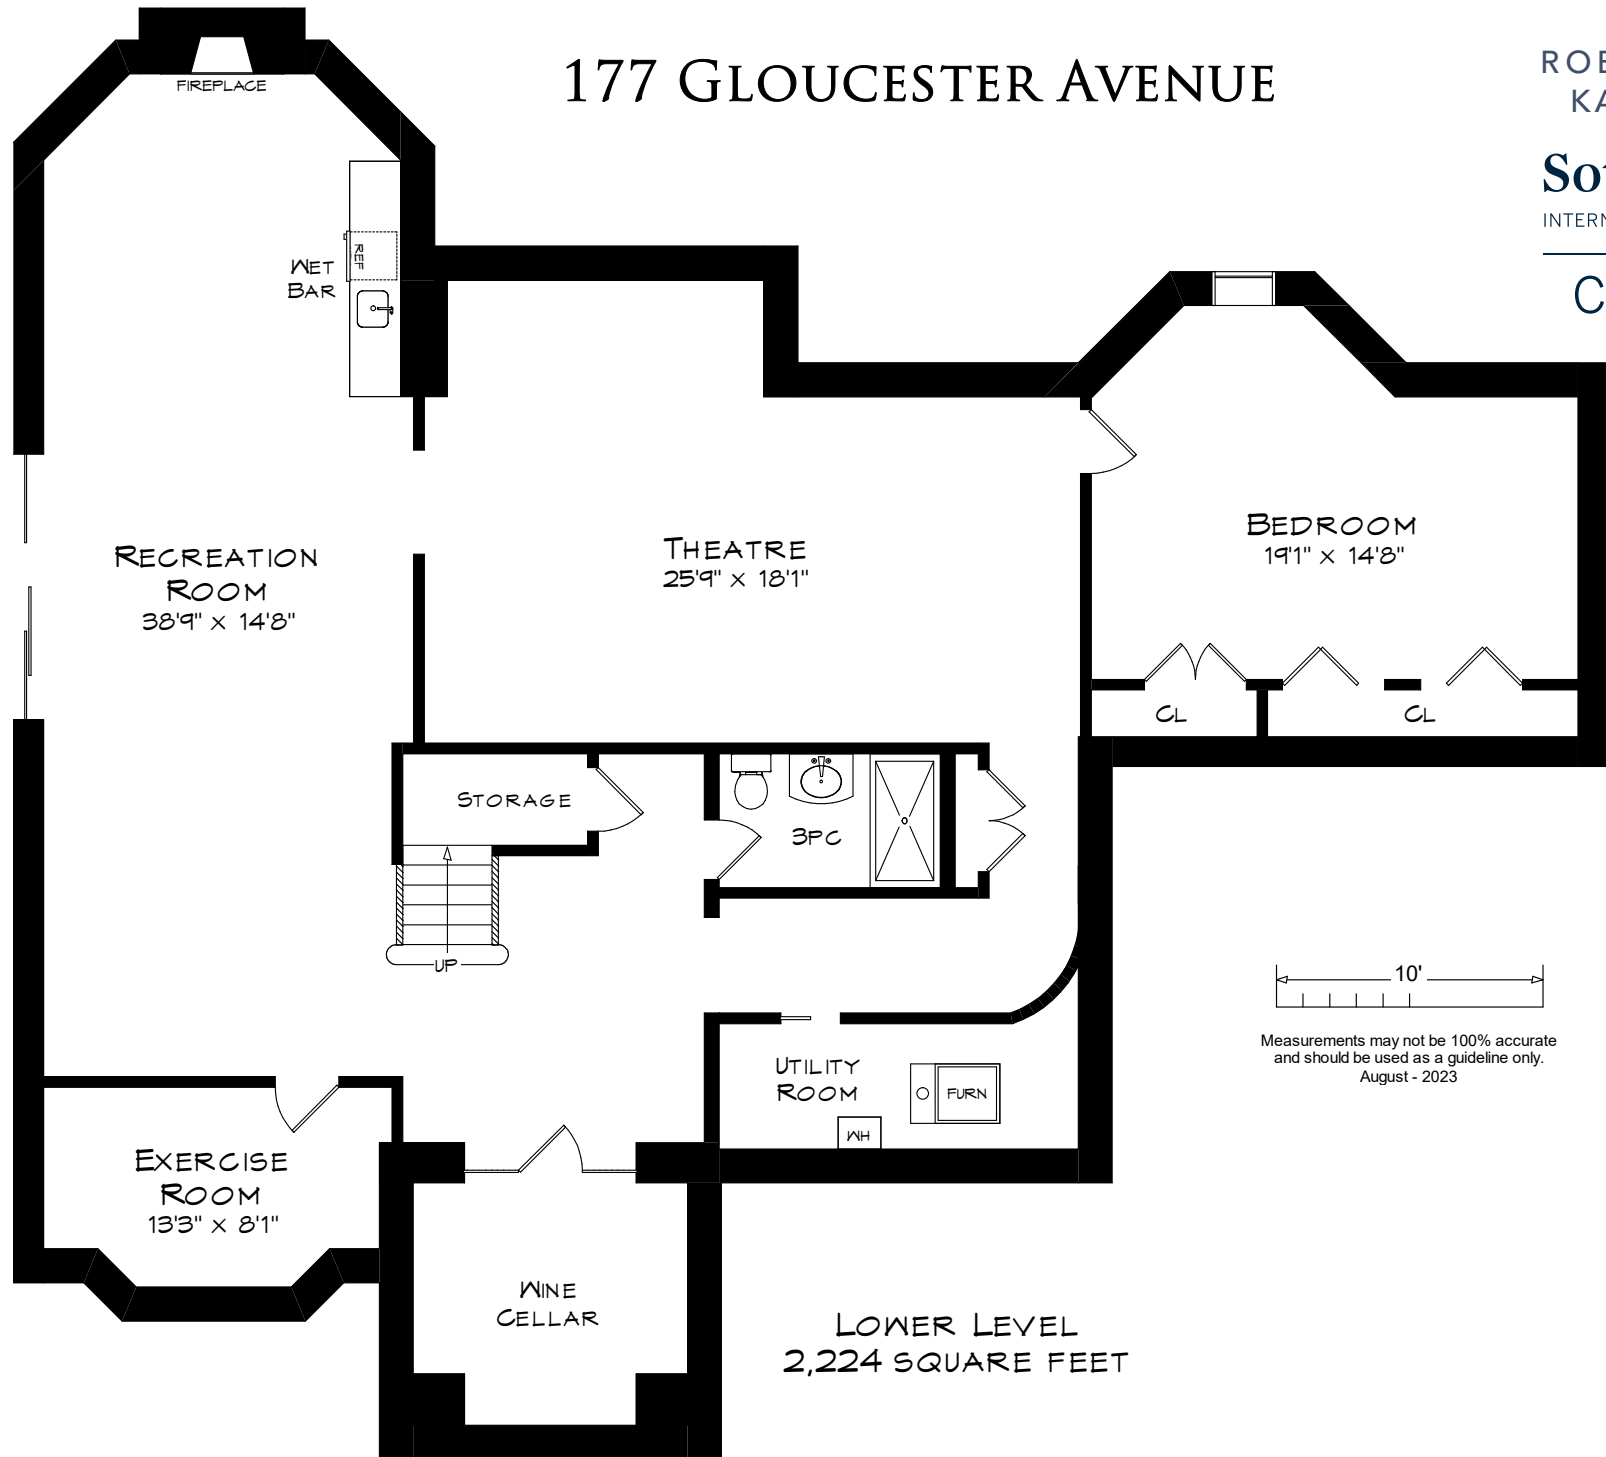 177 GLOUCESTER AVENUE
FIREPLACE
WET
BAR
REF
RECREATION
ROOM
38'9" x 14'8"
THEATRE
25'9" x 18'1"
BEDROOM
19'1" x 14'8"
CL
CL
STORAGE
3PC
UP
10'
Measurements may not be 100% accurate
and should be used as a guideline only.
August - 2023
UTILITY
ROOM
FURN
WH
EXERCISE
ROOM
13'3" x 8'1"
WINE
CELLAR
LOWER LEVEL
2,224 SQUARE FEET